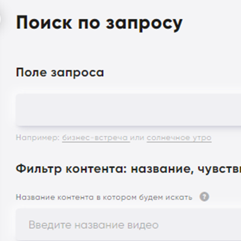 Поиск по запросу
Поле запроса
Например: бизнес-встреча или солнечное утро
Фильтр контента: название, чувств
Название контента в котором будем искать ?
Введите название видео